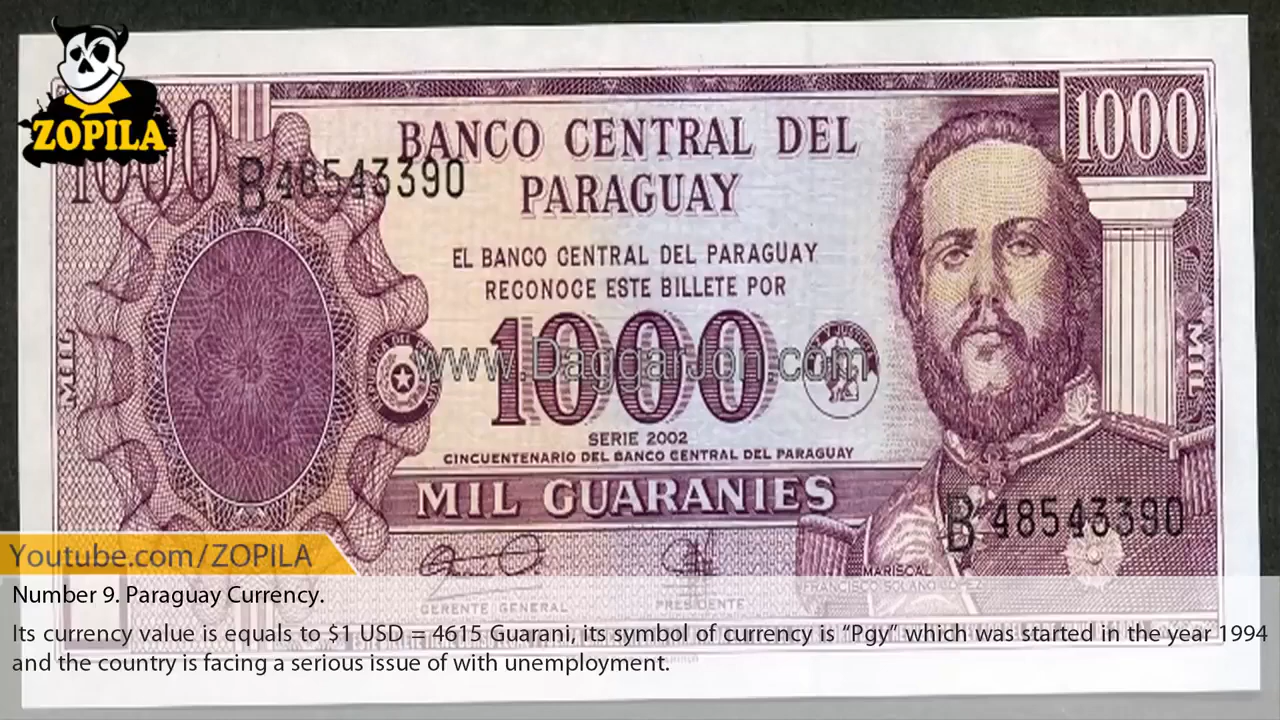 ZOPILA
1000
1000
B48543390
BANCO CENTRAL DEL
PARAGUAY
EL BANCO CENTRAL DEL PARAGUAY
RECONOCE ESTE BILLETE POR
1000
www.DaggarJon.com
SERIE 2002
CINCUENTENARIO DEL BANCO CENTRAL DEL PARAGUAY
MIL GUARANIES
MIL
MIL
B48543390
GERENTE GENERAL
PRESIDENTE
MARISCAL
FRANCISCO SOLANO
Youtube.com/ZOPILA
Number 9. Paraguay Currency.
Its currency value is equals to $1 USD = 4615 Guarani, its symbol of currency is “Pgy” which was started in the year 1994
and the country is facing a serious issue of with unemployment.